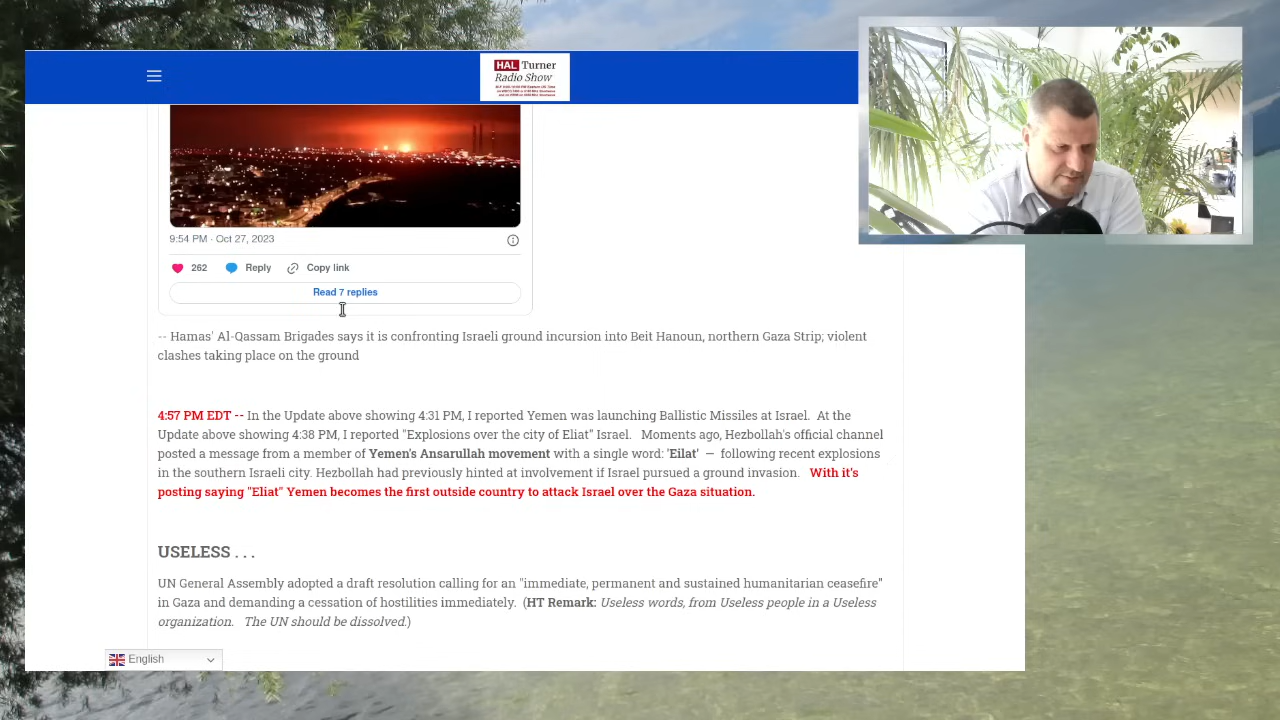 HAL Turner
Radio Show
9:54 PM · Oct 27, 2023
262 Reply Copy link
Read 7 replies
-- Hamas' Al-Qassam Brigades says it is confronting Israeli ground incursion into Beit Hanoun, northern Gaza Strip; violent
clashes taking place on the ground
4:57 PM EDT -- In the Update above showing 4:31 PM, I reported Yemen was launching Ballistic Missiles at Israel. At the
Update above showing 4:38 PM, I reported "Explosions over the city of Eliat" Israel. Moments ago, Hezbollah's official channel
posted a message from a member of Yemen's Ansarullah movement with a single word: 'Eilat' — following recent explosions
in the southern Israeli city. Hezbollah had previously hinted at involvement if Israel pursued a ground invasion. With it's
posting saying "Eliat" Yemen becomes the first outside country to attack Israel over the Gaza situation.
USELESS . . .
UN General Assembly adopted a draft resolution calling for an "immediate, permanent and sustained humanitarian ceasefire"
in Gaza and demanding a cessation of hostilities immediately. (HT Remark: Useless words, from Useless people in a Useless
organization. The UN should be dissolved.)
English